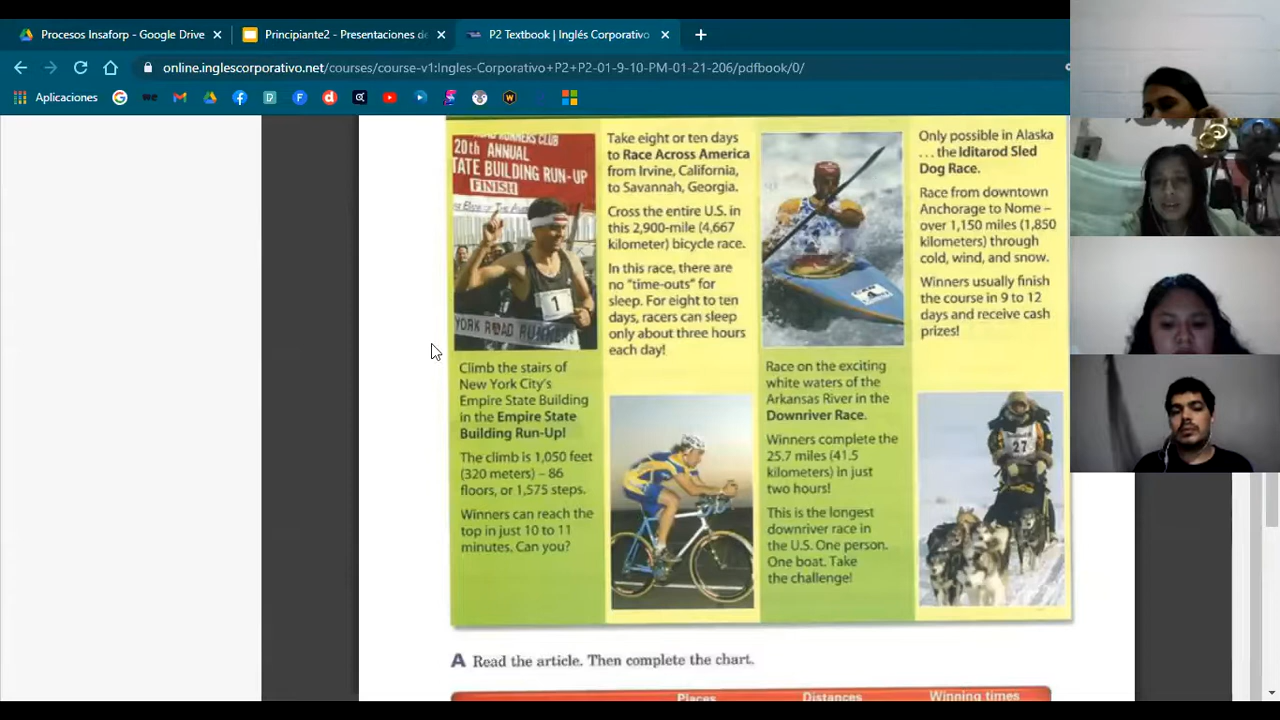 Procesos Insaforp - Google Drive
Principiante2 - Presentaciones de
P2 Textbook | Inglés Corporativo
online.inglescorporativo.net/courses/course-v1:Ingles-Corporativo+P2+P2-01-9-10-PM-01-21-206/pdfbook/0/
Aplicaciones
RUNNERS CLUB
20th ANNUAL
TATE BUILDING RUN-UP
FINISH
1
YORK ROAD RUNNERS
Climb the stairs of
New York City's
Empire State Building
in the Empire State
Building Run-Up!
The climb is 1,050 feet
(320 meters) – 86
floors, or 1,575 steps.
Winners can reach the
top in just 10 to 11
minutes. Can you?
Take eight or ten days
to Race Across America
from Irvine, California,
to Savannah, Georgia.
Cross the entire U.S. in
this 2,900-mile (4,667
kilometer) bicycle race.
In this race, there are
no "time-outs" for
sleep. For eight to ten
days, racers can sleep
only about three hours
each day!
Race on the exciting
white waters of the
Arkansas River in the
Downriver Race.
Winners complete the
25.7 miles (41.5
kilometers) in just
two hours!
This is the longest
downriver race in
the U.S. One person.
One boat. Take
the challenge!
Only possible in Alaska
. . . the Iditarod Sled
Dog Race.
Race from downtown
Anchorage to Nome –
over 1,150 miles (1,850
kilometers) through
cold, wind, and snow.
Winners usually finish
the course in 9 to 12
days and receive cash
prizes!
27
A Read the article. Then complete the chart.
Places Distances Winning times